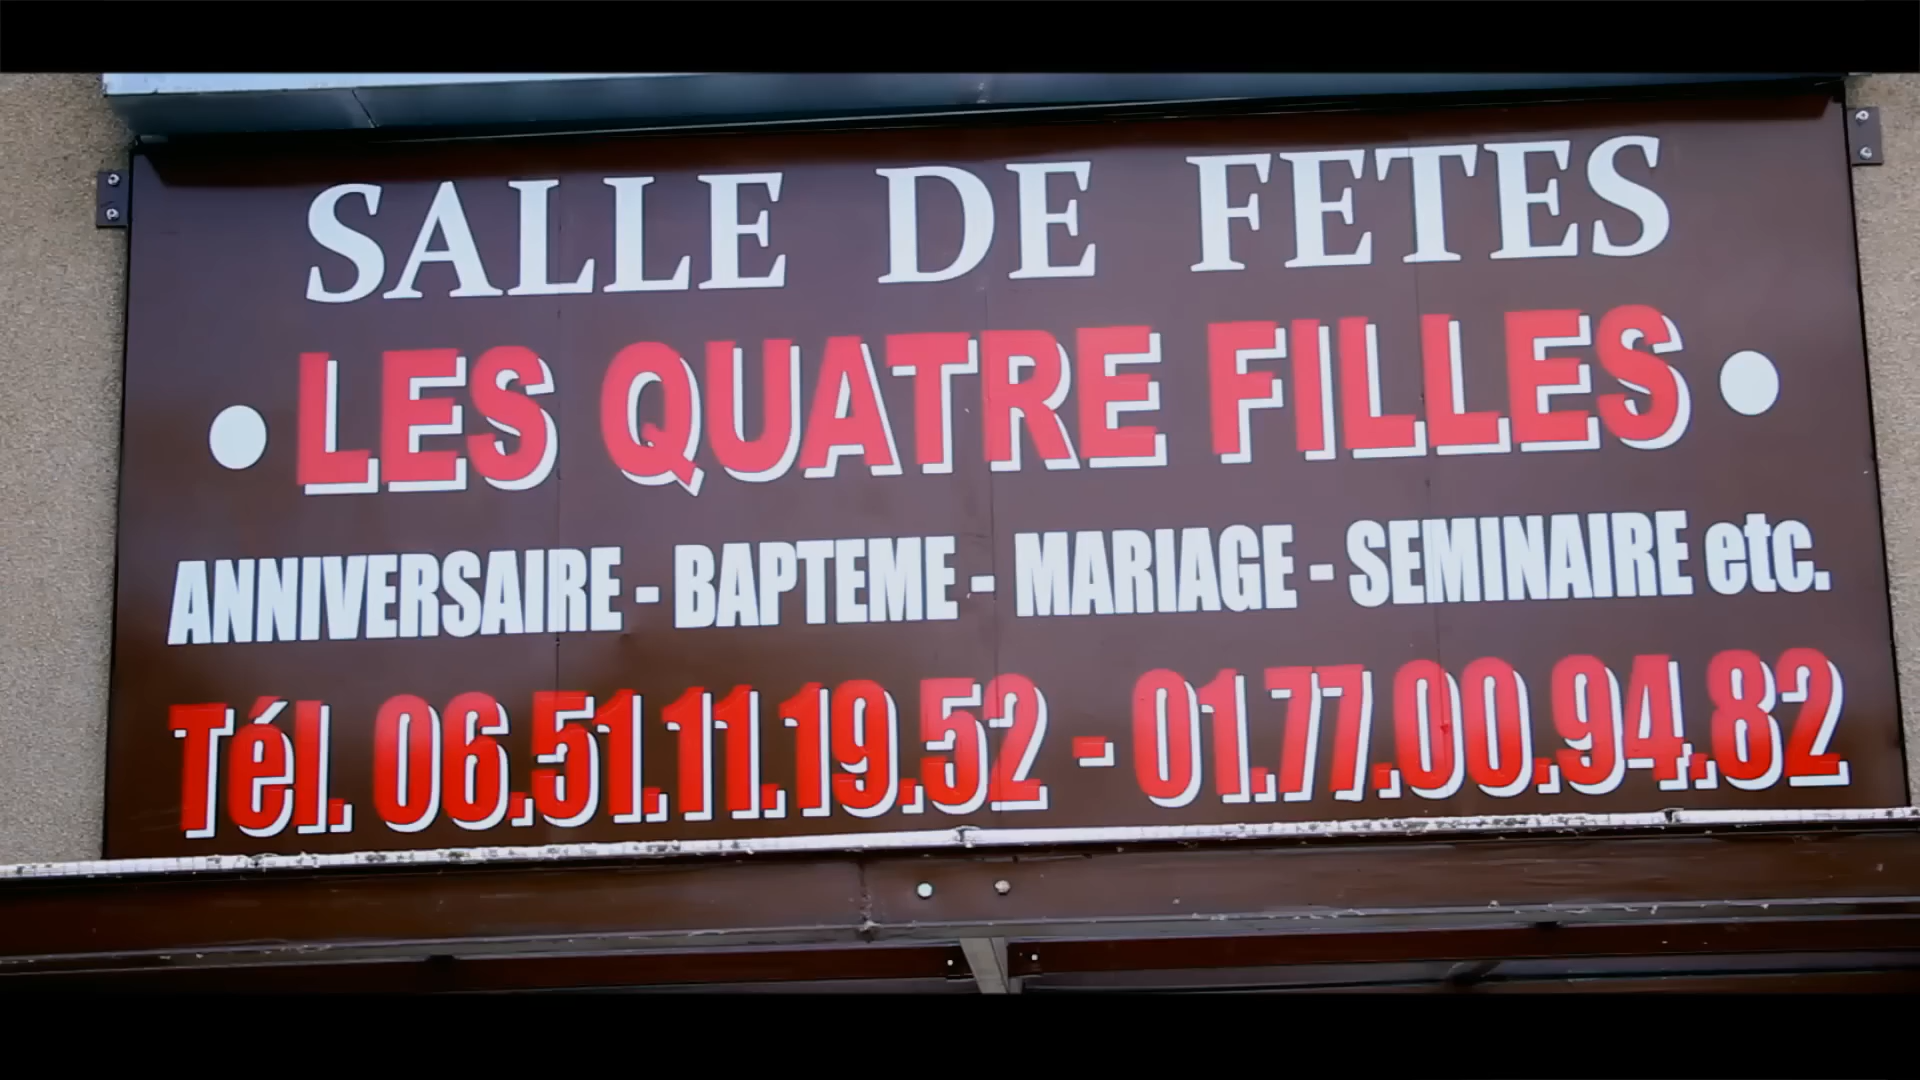 SALLE DE FETES
• LES QUATRE FILLES •
ANNIVERSAIRE - BAPTEME - MARIAGE - SEMINAIRE etc.
Tél. 06.51.11.19.52 - 01.77.00.94.82